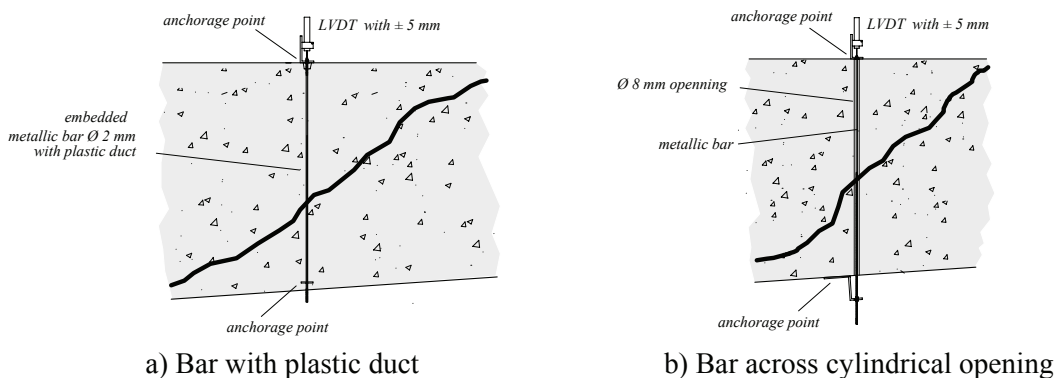 anchorage point
LVDT with ± 5 mm
embedded
metallic bar Ø 2 mm
with plastic duct
anchorage point
a) Bar with plastic duct
LVDT with ± 5 mm
anchorage point
Ø 8 mm openning
metallic bar
anchorage point
b) Bar across cylindrical opening